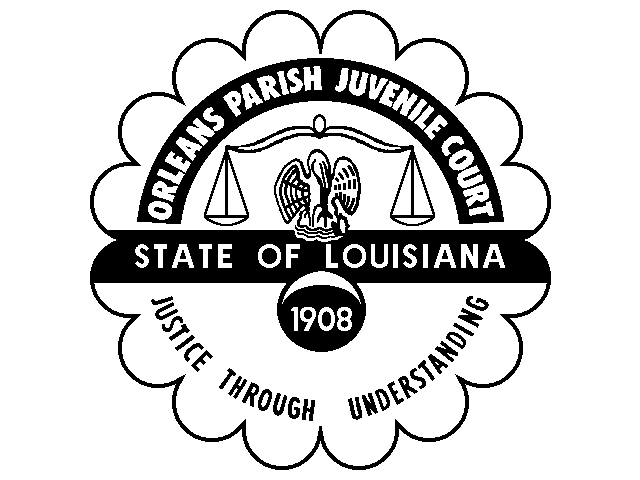 ORLEANS PARISH JUVENILE COURT
STATE OF LOUISIANA
1908
JUSTICE THROUGH UNDERSTANDING